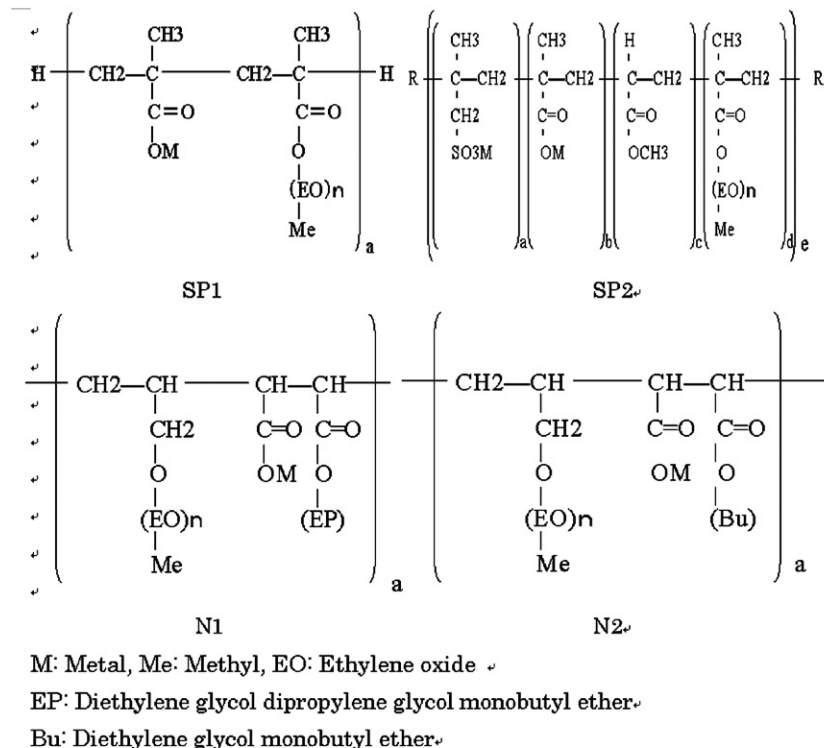 CH3 CH3
H CH2—C CH2—C H
C=O C=O
OM O
(EO)n
Me
a
SP1
CH3 CH3 H CH3
R C—CH2 C—CH2 C—CH2 C—CH2 R
CH2 C=O C=O C=O
SO3M OM OCH3 O
(EO)n
Me
a b c d e
SP2
CH2—CH CH—CH
CH2 C=O C=O
O OM O
(EO)n (EP)
Me
a
N1
CH2—CH CH—CH
CH2 C=O C=O
O OM O
(EO)n (Bu)
Me
a
N2
M: Metal, Me: Methyl, EO: Ethylene oxide
EP: Diethylene glycol dipropylene glycol monobutyl ether
Bu: Diethylene glycol monobutyl ether